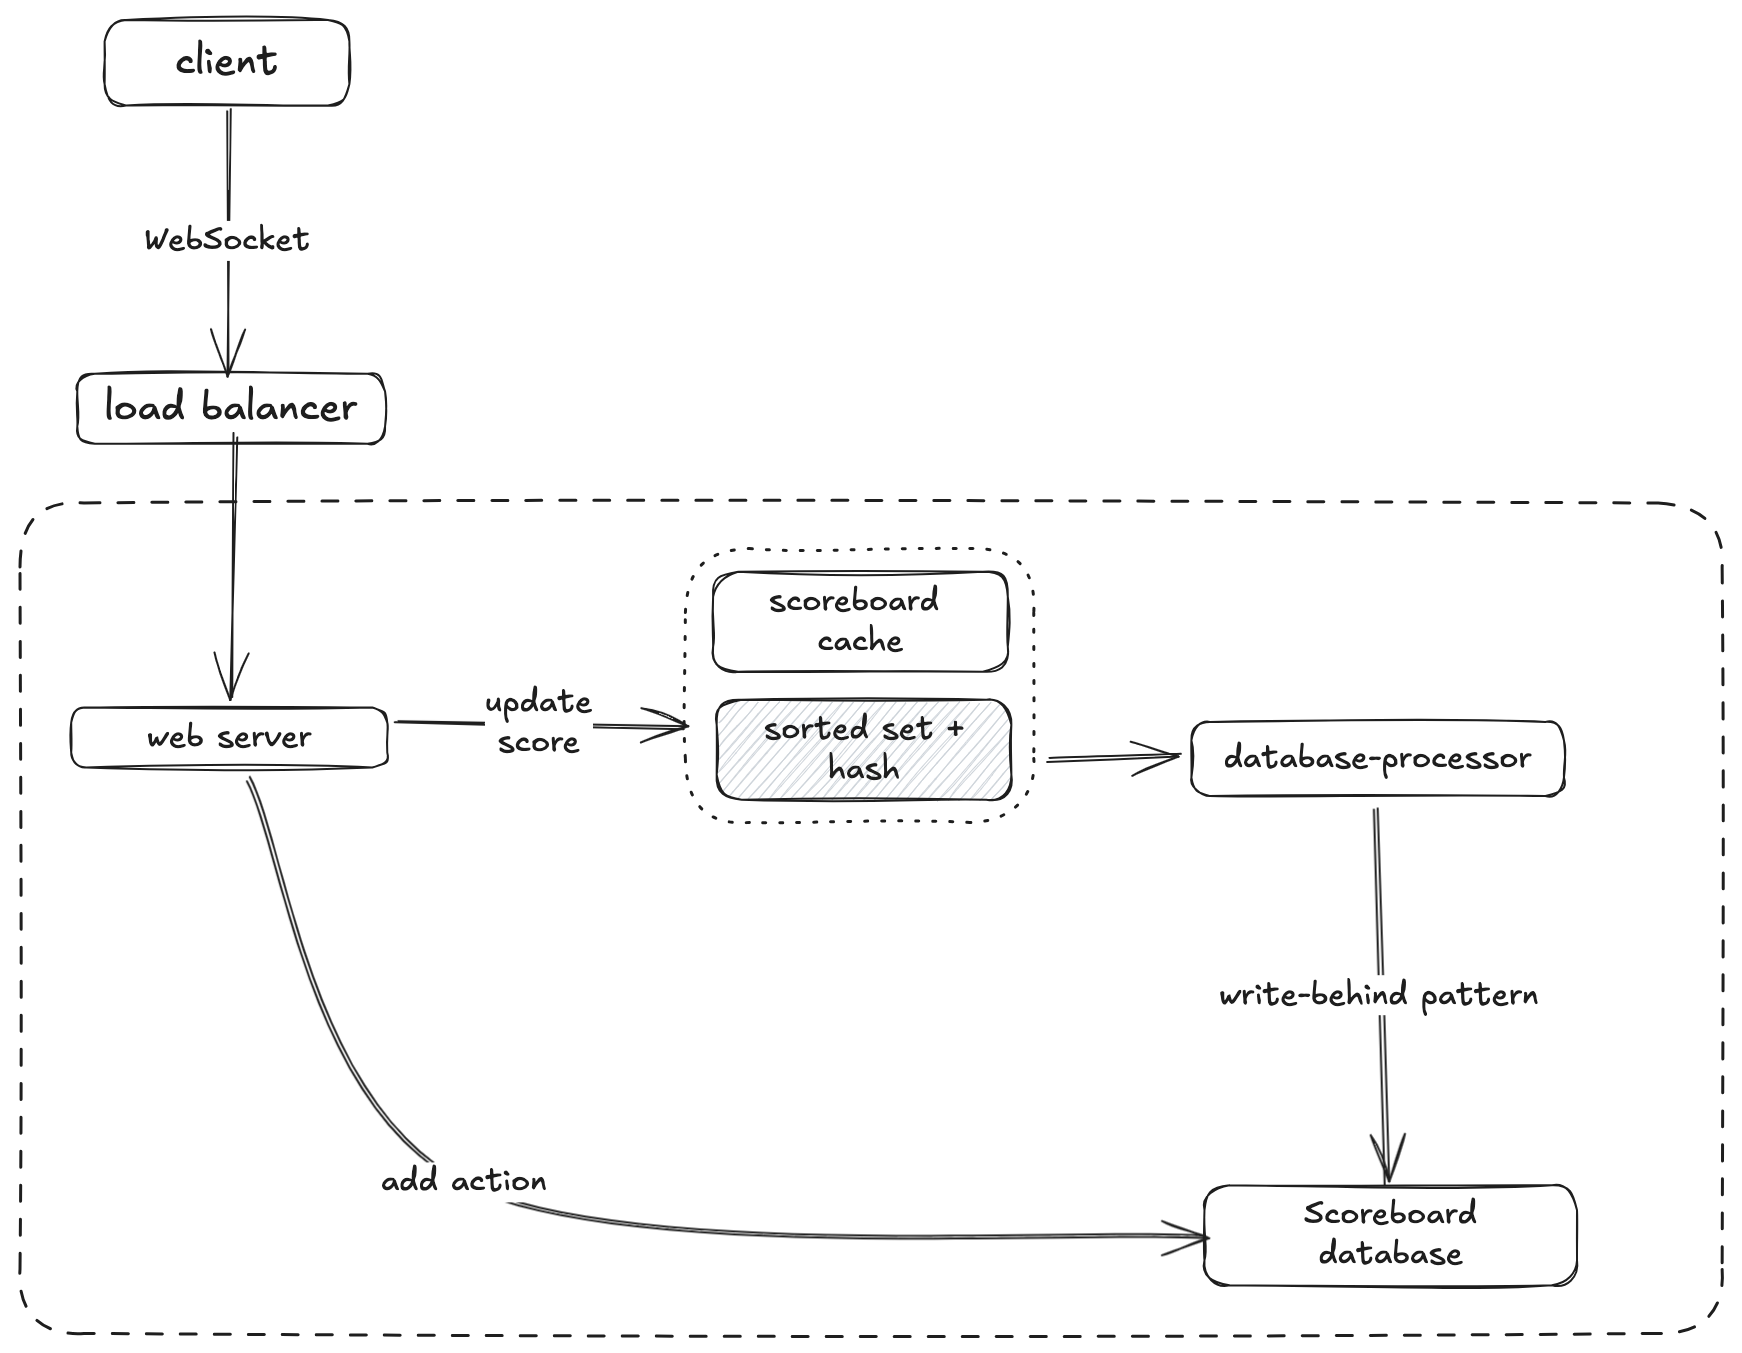 client
WebSocket
load balancer
scoreboard
cache
update
score
sorted set +
hash
web server
database-processor
write-behind pattern
add action
Scoreboard
database